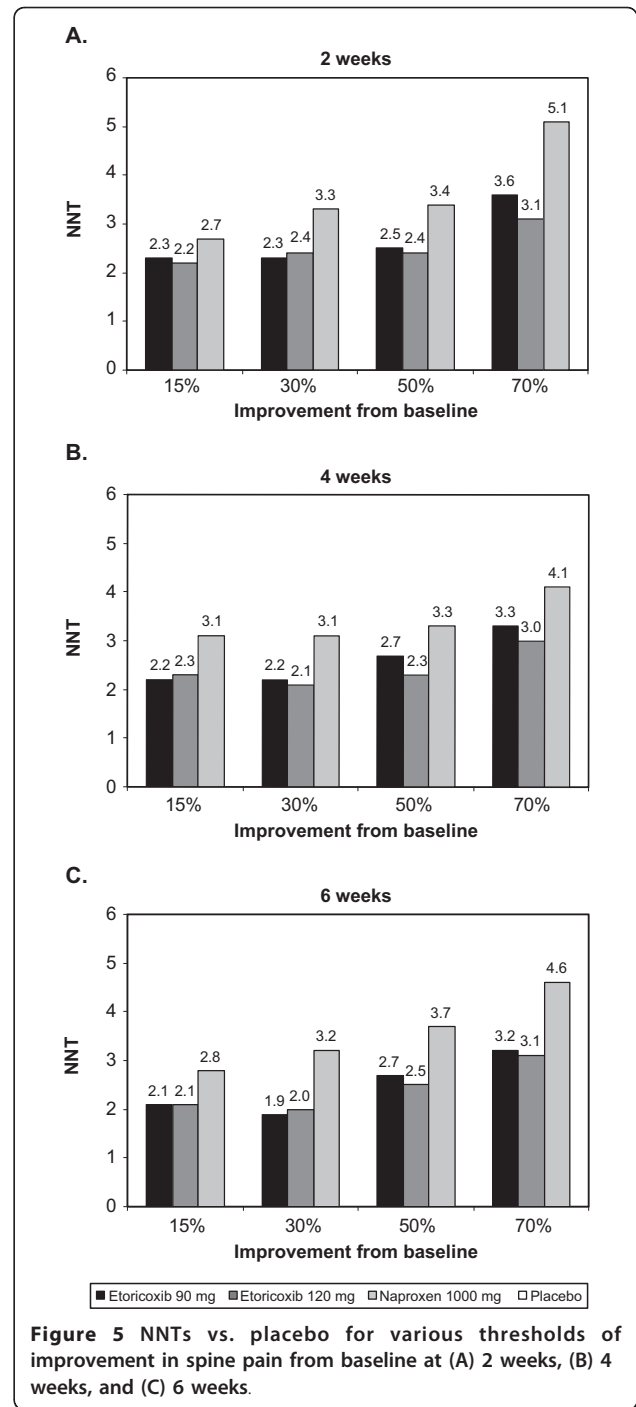 A.
2 weeks
6
5
4
3
2
1
0
NNT
2.3 2.2 2.7
2.3 2.4 3.3
2.5 2.4 3.4
3.6 3.1 5.1
15% 30% 50% 70%
Improvement from baseline
B.
4 weeks
6
5
4
3
2
1
0
NNT
2.2 2.3 3.1
2.2 2.1 3.1
2.7 2.3 3.3
3.3 3.0 4.1
15% 30% 50% 70%
Improvement from baseline
C.
6 weeks
6
5
4
3
2
1
0
NNT
2.1 2.1 2.8
1.9 2.0 3.2
2.7 2.5 3.7
3.2 3.1 4.6
15% 30% 50% 70%
Improvement from baseline
Etoricoxib 90 mg Etoricoxib 120 mg Naproxen 1000 mg Placebo
Figure 5 NNTs vs. placebo for various thresholds of
improvement in spine pain from baseline at (A) 2 weeks, (B) 4
weeks, and (C) 6 weeks.